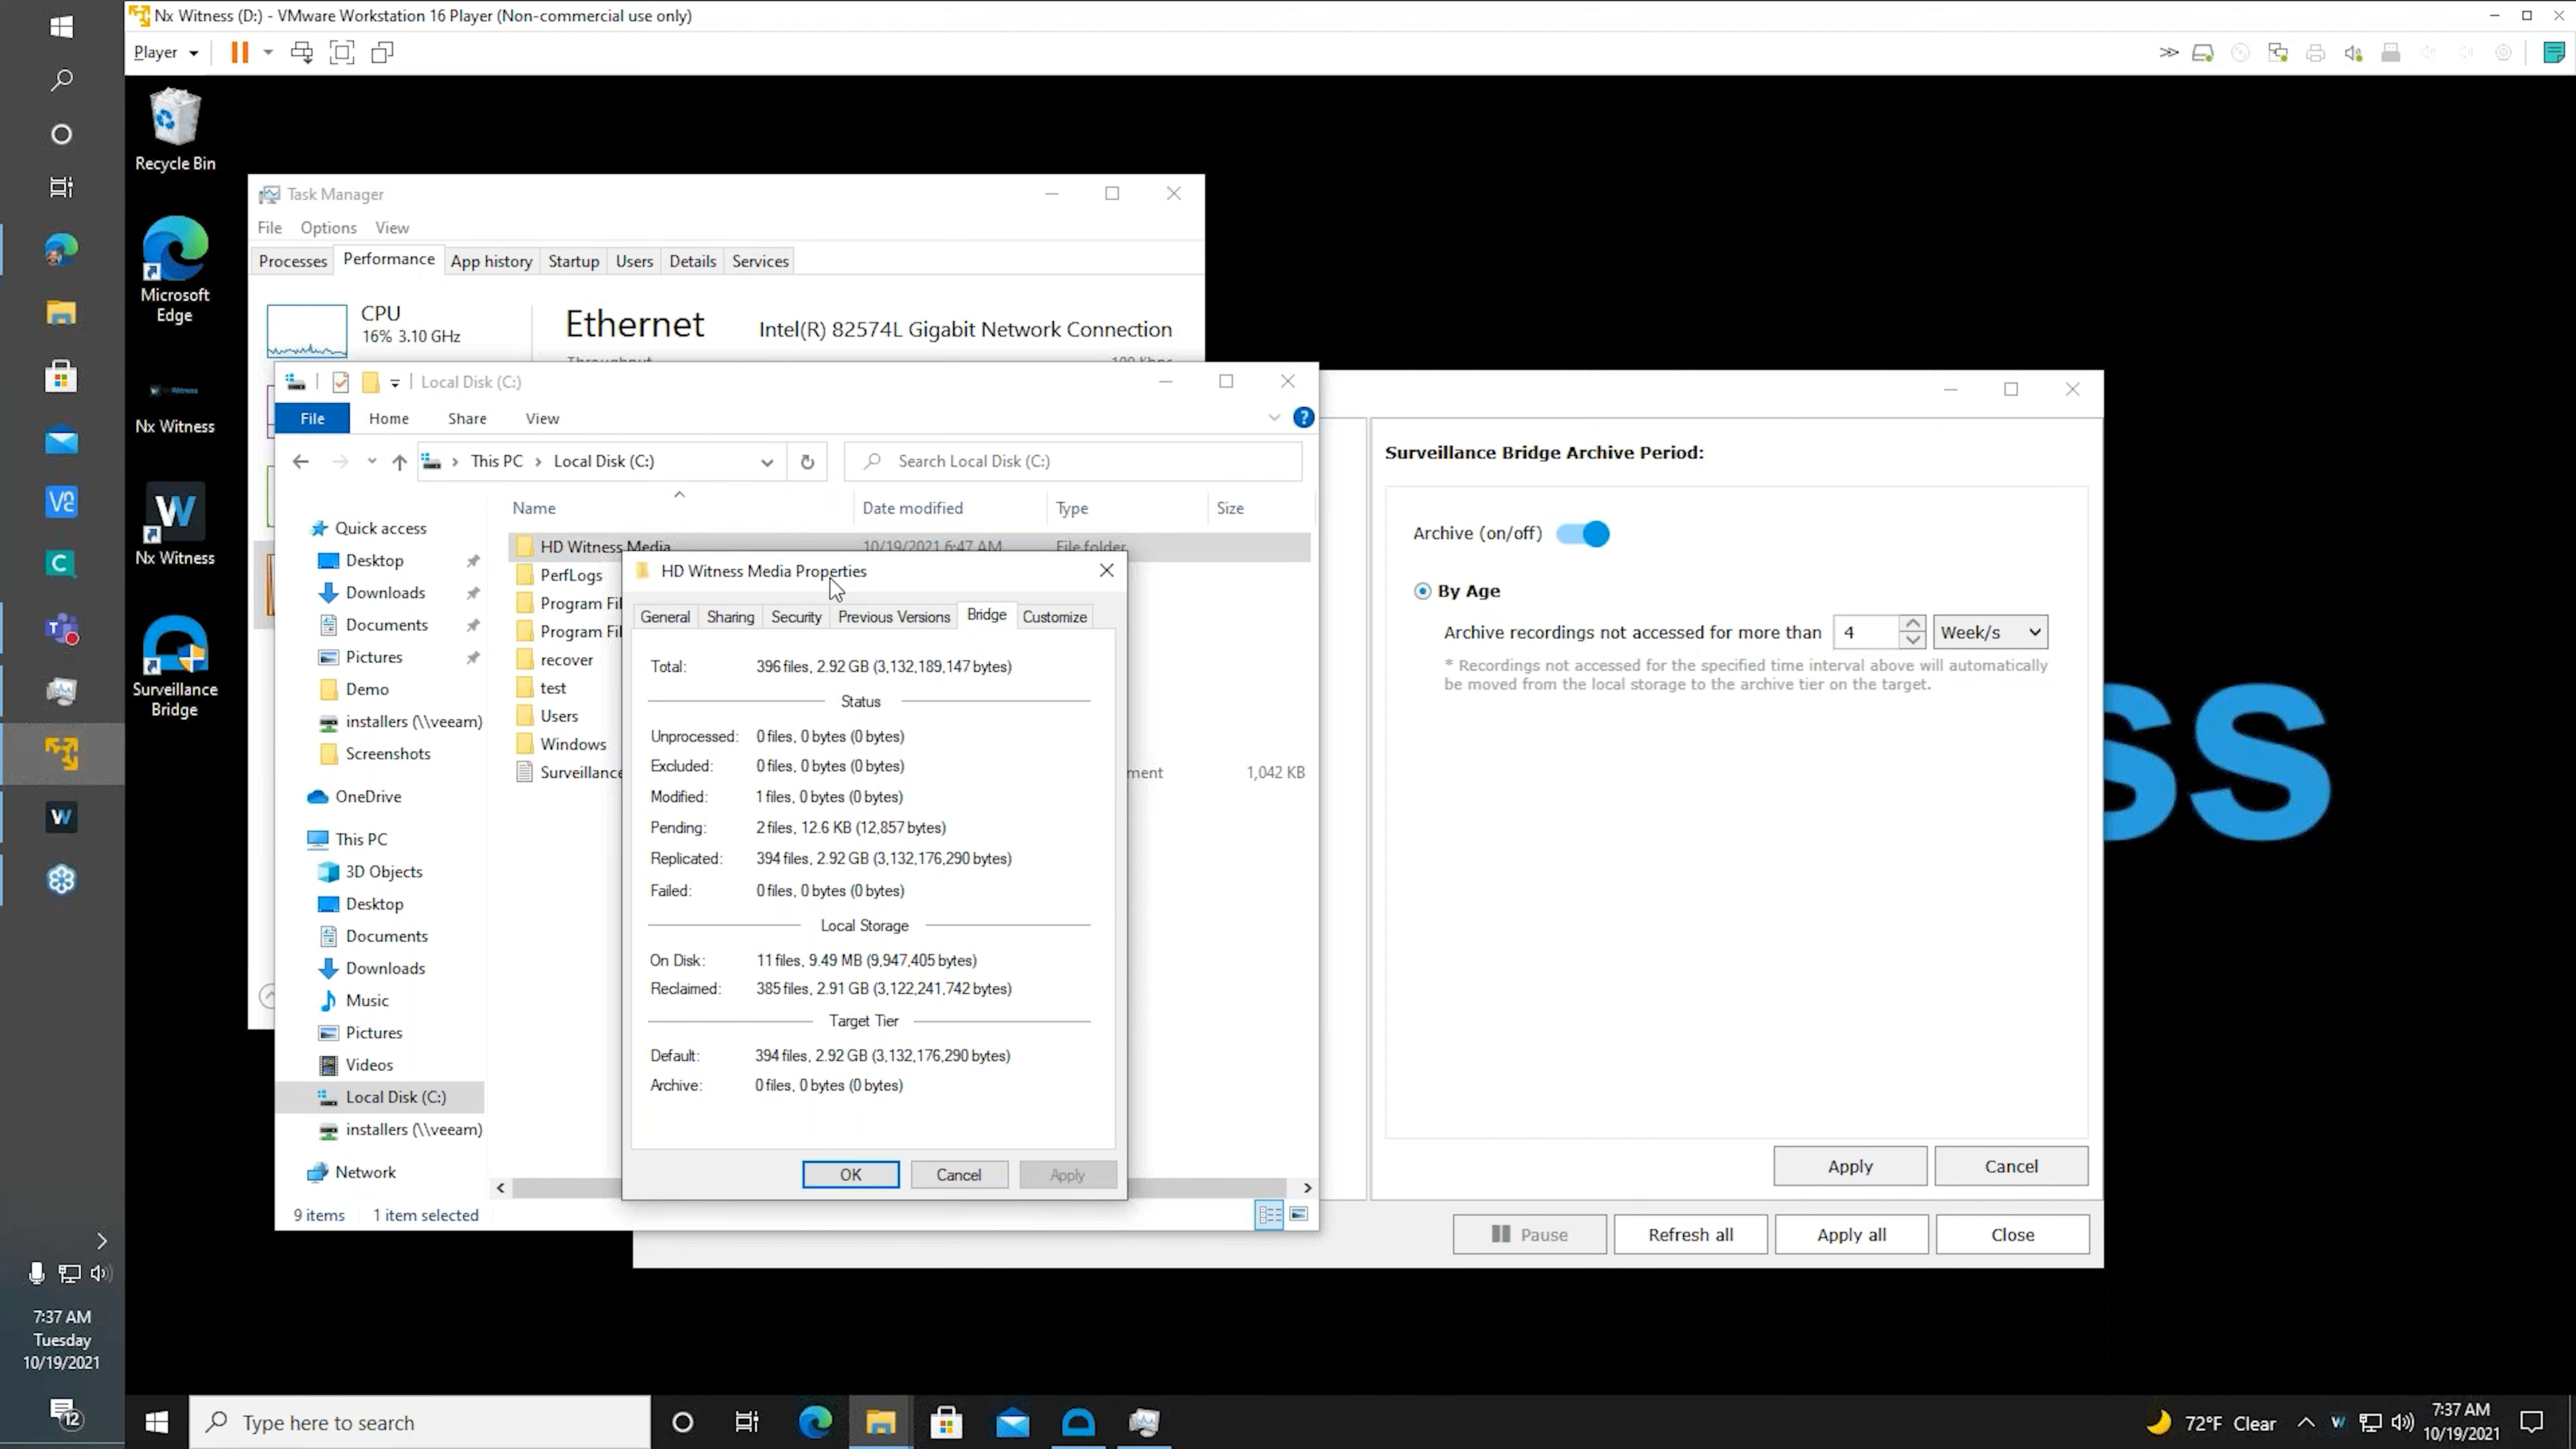 Nx Witness (D:) - VMware Workstation 16 Player (Non-commercial use only)
Player
Recycle Bin
Microsoft
Edge
Nx Witness
Nx Witness
Surveillance
Bridge
Task Manager
File Options View
Processes Performance App history Startup Users Details Services
CPU
16% 3.10 GHz
Ethernet Intel(R) 82574L Gigabit Network Connection
Local Disk (C:)
File Home Share View
This PC Local Disk (C:) Search Local Disk (C:)
Name Date modified Type Size
Quick access
Desktop
Downloads
Documents
Pictures
Demo
installers (\\veeam)
Screenshots
OneDrive
This PC
3D Objects
Desktop
Documents
Downloads
Music
Pictures
Videos
Local Disk (C:)
installers (\\veeam)
Network
9 items 1 item selected
HD Witness Media 10/19/2021 6:47 AM File folder
PerfLogs
Program Fil
Program Fil
recover
test
Users
Windows
Surveillance ment 1,042 KB
HD Witness Media Properties
General Sharing Security Previous Versions Bridge Customize
Total: 396 files, 2.92 GB (3,132,189,147 bytes)
Status
Unprocessed: 0 files, 0 bytes (0 bytes)
Excluded: 0 files, 0 bytes (0 bytes)
Modified: 1 files, 0 bytes (0 bytes)
Pending: 2 files, 12.6 KB (12,857 bytes)
Replicated: 394 files, 2.92 GB (3,132,176,290 bytes)
Failed: 0 files, 0 bytes (0 bytes)
Local Storage
On Disk: 11 files, 9.49 MB (9,947,405 bytes)
Reclaimed: 385 files, 2.91 GB (3,122,241,742 bytes)
Target Tier
Default: 394 files, 2.92 GB (3,132,176,290 bytes)
Archive: 0 files, 0 bytes (0 bytes)
OK Cancel Apply
Surveillance Bridge Archive Period:
Archive (on/off)
By Age
Archive recordings not accessed for more than 4 Week/s
* Recordings not accessed for the specified time interval above will automatically
be moved from the local storage to the archive tier on the target.
Apply Cancel
Pause Refresh all Apply all Close
ss
7:37 AM
Tuesday
10/19/2021
12
Type here to search
72°F Clear
7:37 AM
10/19/2021